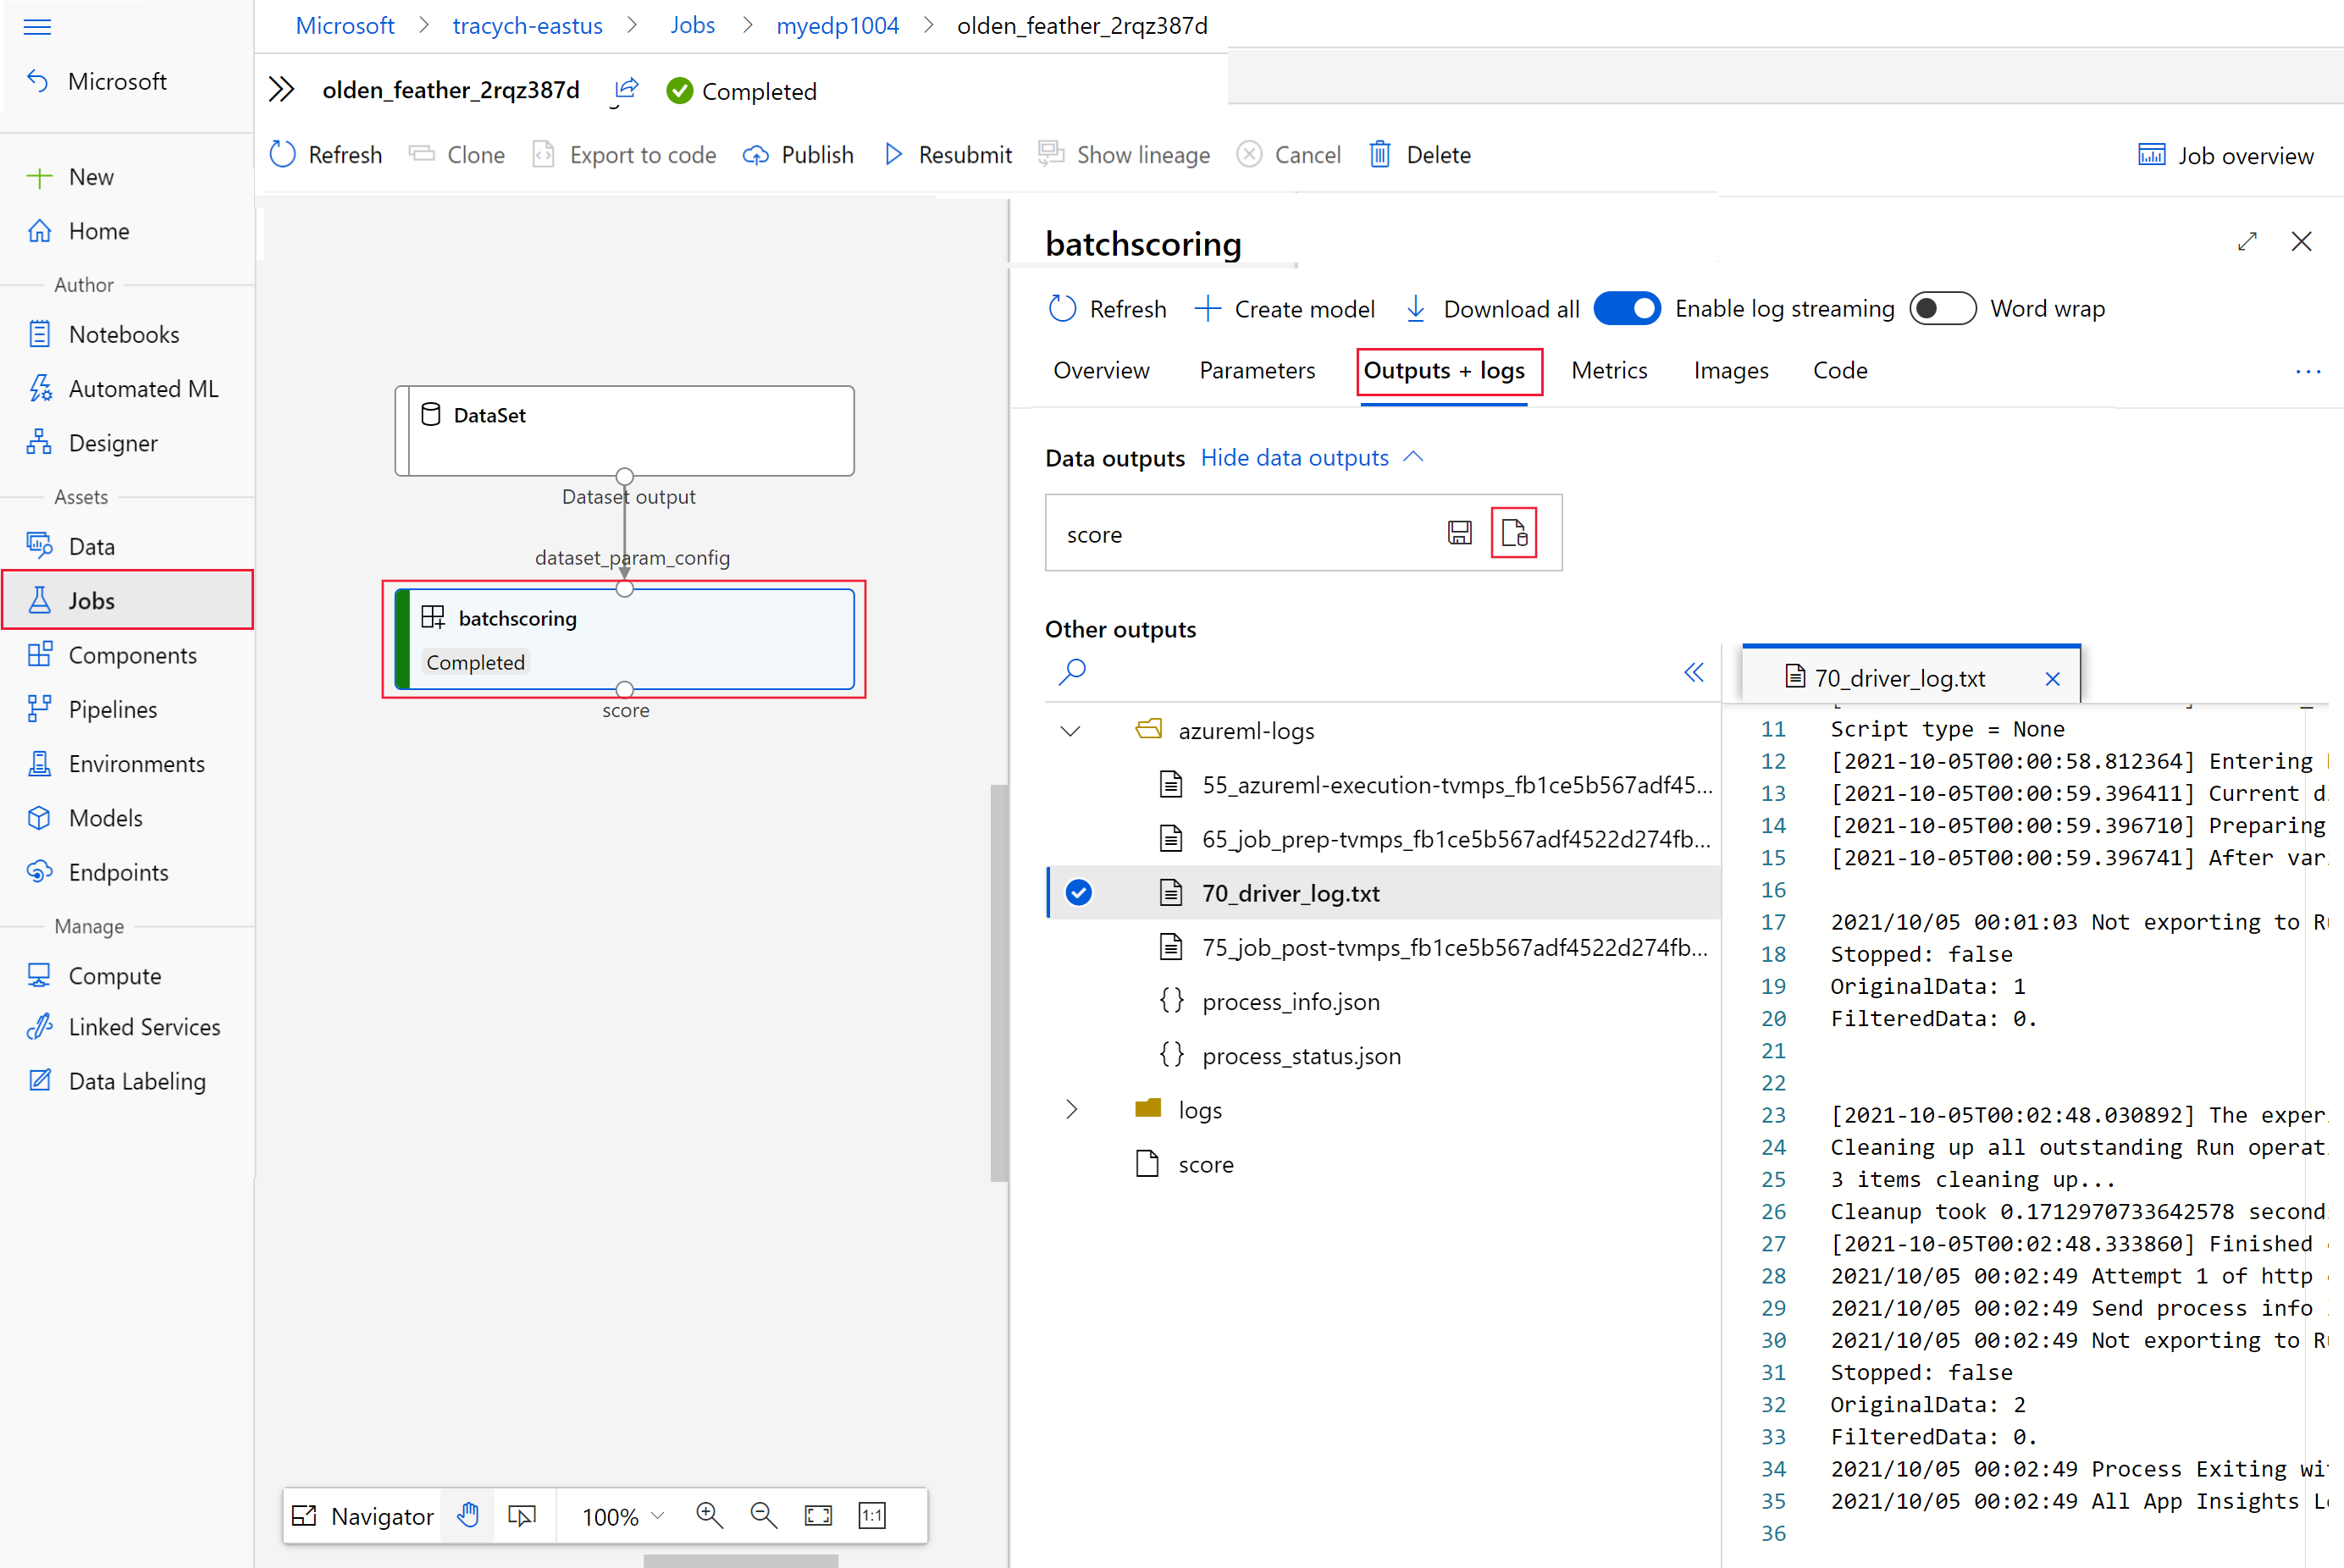 Microsoft > tracych-eastus > Jobs > myedp1004 > olden_feather_2rqz387d
Microsoft
New
Home
Author
Notebooks
Automated ML
Designer
Assets
Data
Jobs
Components
Pipelines
Environments
Models
Endpoints
Manage
Compute
Linked Services
Data Labeling
olden_feather_2rqz387d Completed
Refresh Clone Export to code Publish Resubmit Show lineage Cancel Delete Job overview
DataSet
Dataset output
dataset_param_config
batchscoring
Completed
score
Navigator 100% 1:1
batchscoring
Refresh Create model Download all Enable log streaming Word wrap
Overview Parameters Outputs + logs Metrics Images Code ...
Data outputs Hide data outputs
score
Other outputs
azureml-logs
55_azureml-execution-tvmps_fb1ce5b567adf45...
65_job_prep-tvmps_fb1ce5b567adf4522d274fb...
70_driver_log.txt
75_job_post-tvmps_fb1ce5b567adf4522d274fb...
{} process_info.json
{} process_status.json
logs
score
70_driver_log.txt
11 Script type = None
12 [2021-10-05T00:00:58.812364] Entering
13 [2021-10-05T00:00:59.396411] Current
14 [2021-10-05T00:00:59.396710] Preparing
15 [2021-10-05T00:00:59.396741] After
16
17 2021/10/05 00:01:03 Not exporting to
18 Stopped: false
19 OriginalData: 1
20 FilteredData: 0.
21
22
23 [2021-10-05T00:02:48.030892] The
24 Cleaning up all outstanding Run
25 3 items cleaning up...
26 Cleanup took 0.1712970733642578
27 [2021-10-05T00:02:48.333860] Finished
28 2021/10/05 00:02:49 Attempt 1 of http
29 2021/10/05 00:02:49 Send process info
30 2021/10/05 00:02:49 Not exporting to
31 Stopped: false
32 OriginalData: 2
33 FilteredData: 0.
34 2021/10/05 00:02:49 Process Exiting
35 2021/10/05 00:02:49 All App Insights
36